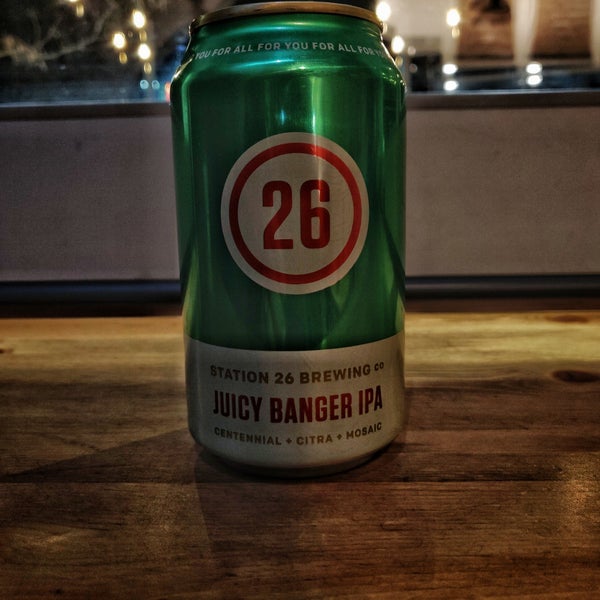 YOU FOR ALL FOR YOU FOR ALL FOR
26
STATION 26 BREWING CO
JUICY BANGER IPA
CENTENNIAL + CITRA + MOSAIC